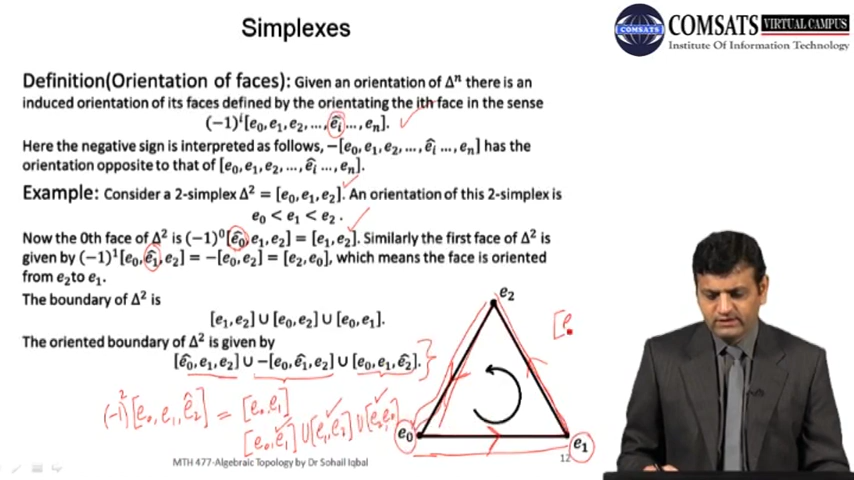 Simplexes
COMSATS VIRTUAL CAMPUS
Institute Of Information Technology
Definition(Orientation of faces): Given an orientation of Δⁿ there is an
induced orientation of its faces defined by the orientating the ith face in the sense
(−1)ⁱ[e₀, e₁, e₂, …, êᵢ …, eₙ].
Here the negative sign is interpreted as follows, −[e₀, e₁, e₂, …, êᵢ …, eₙ] has the
orientation opposite to that of [e₀, e₁, e₂, …, êᵢ …, eₙ].
Example: Consider a 2-simplex Δ² = [e₀, e₁, e₂]. An orientation of this 2-simplex is
e₀ < e₁ < e₂ .
Now the 0th face of Δ² is (−1)⁰[ê₀, e₁, e₂] = [e₁, e₂]. Similarly the first face of Δ² is
given by (−1)¹[e₀, ê₁, e₂] = −[e₀, e₂] = [e₂, e₀], which means the face is oriented
from e₂to e₁.
The boundary of Δ² is
[e₁, e₂] ∪ [e₀, e₂] ∪ [e₀, e₁].
The oriented boundary of Δ² is given by
[ê₀, e₁, e₂] ∪ −[e₀, ê₁, e₂] ∪ [e₀, e₁, ê₂].
(-1)²[e₀, e₁, ê₂] = [e₀, e₁]
[e₀, e₁] ∪ [e₁, e₂] ∪ [e₂, e₀]
e₂
[e
e₀
e₁
MTH 477-Algebraic Topology by Dr Sohail Iqbal
12